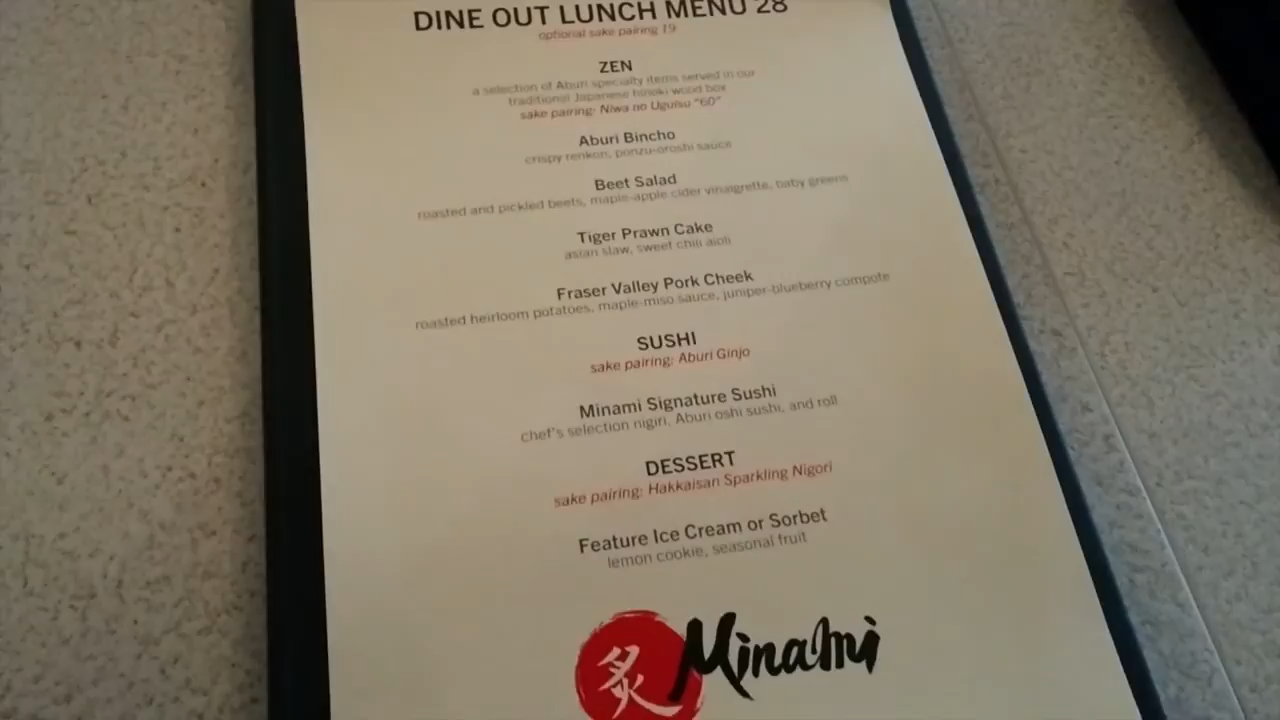 DINE OUT LUNCH MENU 28
optional sake pairing 19
ZEN
a selection of Aburi specialty items served in our
traditional Japanese hinoki wood box
sake pairing: Niwa no Uguisu "60"
Aburi Bincho
crispy renkon, ponzu-oroshi sauce
Beet Salad
roasted and pickled beets, maple-apple cider vinaigrette, baby greens
Tiger Prawn Cake
asian slaw, sweet chili aioli
Fraser Valley Pork Cheek
roasted heirloom potatoes, maple-miso sauce, juniper-blueberry compote
SUSHI
sake pairing: Aburi Ginjo
Minami Signature Sushi
chef's selection nigiri, Aburi oshi sushi, and roll
DESSERT
sake pairing: Hakkaisan Sparkling Nigori
Feature Ice Cream or Sorbet
lemon cookie, seasonal fruit
炙 Minami